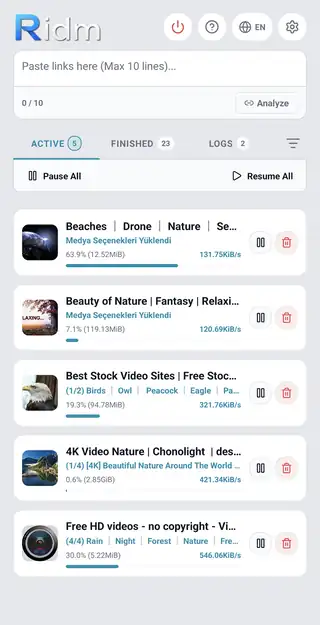 Ridm
EN
Paste links here (Max 10 lines)...
0 / 10
Analyze
ACTIVE 5
FINISHED 23
LOGS 2
Pause All
Resume All
Beaches | Drone | Nature | Se...
Medya Seçenekleri Yüklendi
63.9% (12.52MiB) 131.75KiB/s
LAXING...
Beauty of Nature | Fantasy | Relaxi...
Medya Seçenekleri Yüklendi
7.1% (119.13MiB) 120.69KiB/s
Best Stock Video Sites | Free Stoc...
(1/2) Birds | Owl | Peacock | Eagle | Pa...
19.3% (94.78MiB) 321.76KiB/s
4K Video Nature | Chonolight | des...
(1/4) [4K] Beautiful Nature Around The World ...
0.6% (2.85GiB) 421.34KiB/s
Free HD videos - no copyright - Vi...
(4/4) Rain | Night | Forest | Nature | Fre...
30.0% (5.22MiB) 546.06KiB/s